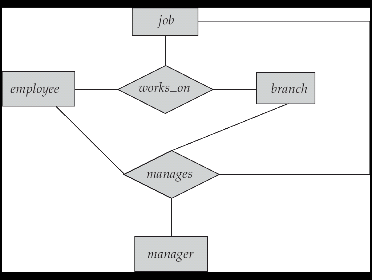 job
employee
works_on
branch
manages
manager